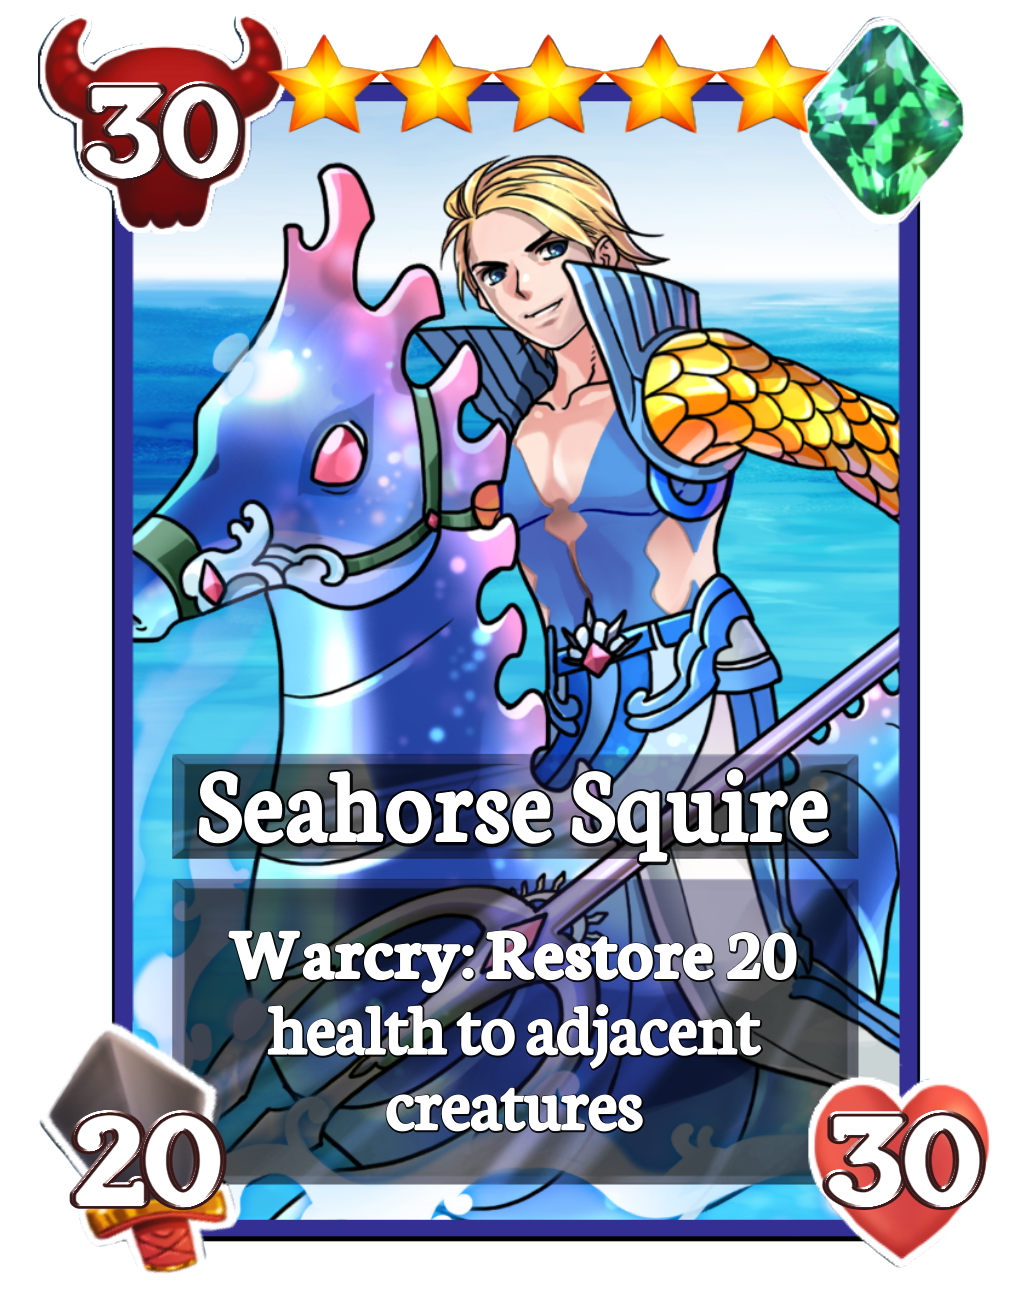 30
Seahorse Squire
Warcry: Restore 20
health to adjacent
creatures
20
30